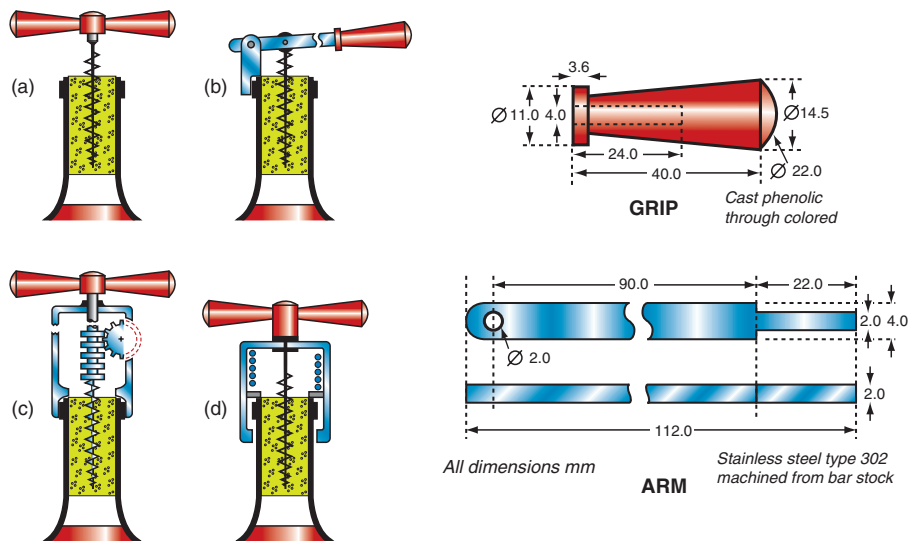 (a)
(b)
3.6
Ø 11.0
4.0
Ø14.5
24.0
40.0
Ø 22.0
GRIP
Cast phenolic
through colored
(c)
(d)
90.0
22.0
2.0
4.0
Ø 2.0
2.0
112.0
All dimensions mm
ARM
Stainless steel type 302
machined from bar stock